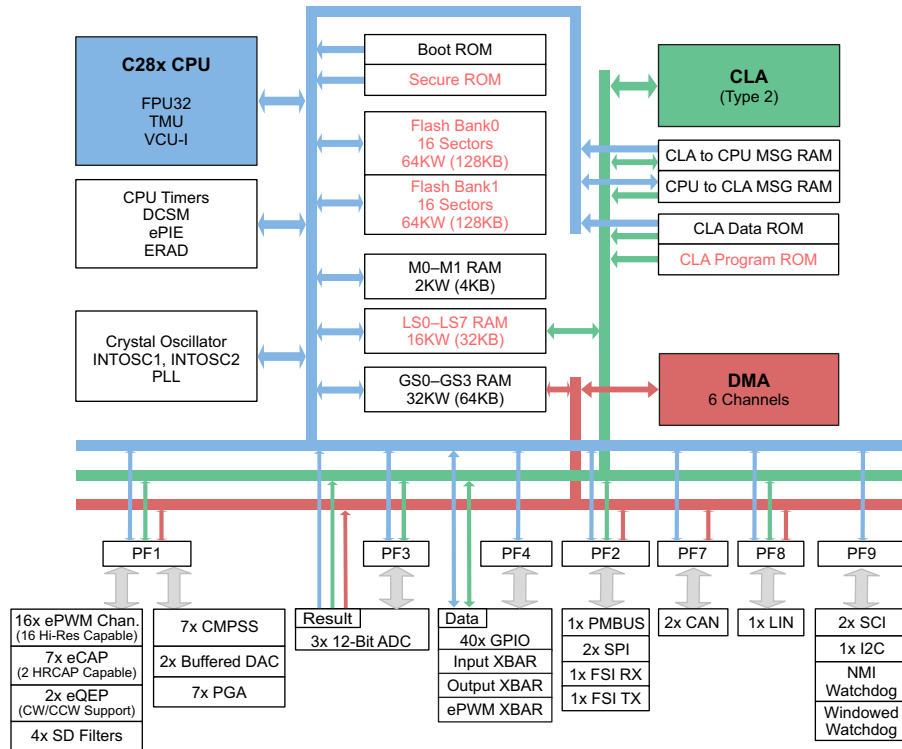 C28x CPU
FPU32
TMU
VCU-I
CPU Timers
DCSM
ePIE
ERAD
Crystal Oscillator
INTOSC1, INTOSC2
PLL
Boot ROM
Secure ROM
Flash Bank0
16 Sectors
64KW (128KB)
Flash Bank1
16 Sectors
64KW (128KB)
M0–M1 RAM
2KW (4KB)
LS0–LS7 RAM
16KW (32KB)
GS0–GS3 RAM
32KW (64KB)
CLA
(Type 2)
CLA to CPU MSG RAM
CPU to CLA MSG RAM
CLA Data ROM
CLA Program ROM
DMA
6 Channels
PF1
PF3
PF4
PF2
PF7
PF8
PF9
16x ePWM Chan.
(16 Hi-Res Capable)
7x eCAP
(2 HRCAP Capable)
2x eQEP
(CW/CCW Support)
4x SD Filters
7x CMPSS
2x Buffered DAC
7x PGA
Result
3x 12-Bit ADC
Data
40x GPIO
Input XBAR
Output XBAR
ePWM XBAR
1x PMBUS
2x SPI
1x FSI RX
1x FSI TX
2x CAN
1x LIN
2x SCI
1x I2C
NMI
Watchdog
Windowed
Watchdog